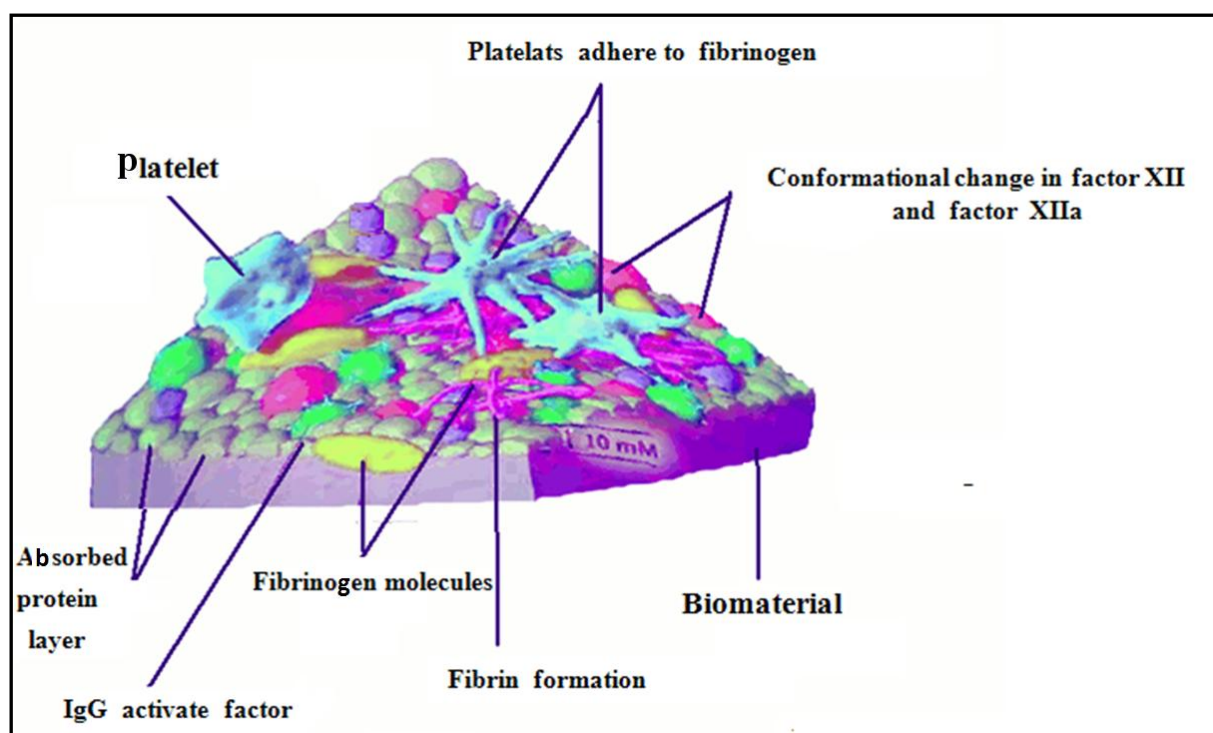 Platelats adhere to fibrinogen
Platelet
Conformational change in factor XII
and factor XIIa
10 mM
Absorbed
protein
layer
Fibrinogen molecules
Biomaterial
Fibrin formation
IgG activate factor